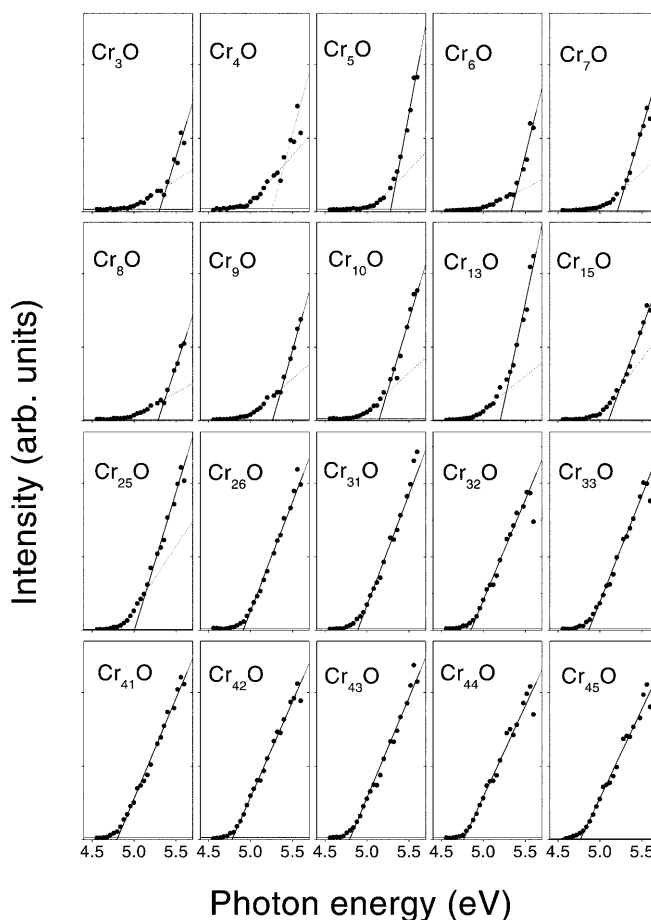 Cr₃O Cr₄O Cr₅O Cr₆O Cr₇O
Cr₈O Cr₉O Cr₁₀O Cr₁₃O Cr₁₅O
Cr₂₅O Cr₂₆O Cr₃₁O Cr₃₂O Cr₃₃O
Cr₄₁O Cr₄₂O Cr₄₃O Cr₄₄O Cr₄₅O
Intensity (arb. units)
4.5 5.0 5.5 4.5 5.0 5.5 4.5 5.0 5.5 4.5 5.0 5.5 4.5 5.0 5.5
Photon energy (eV)